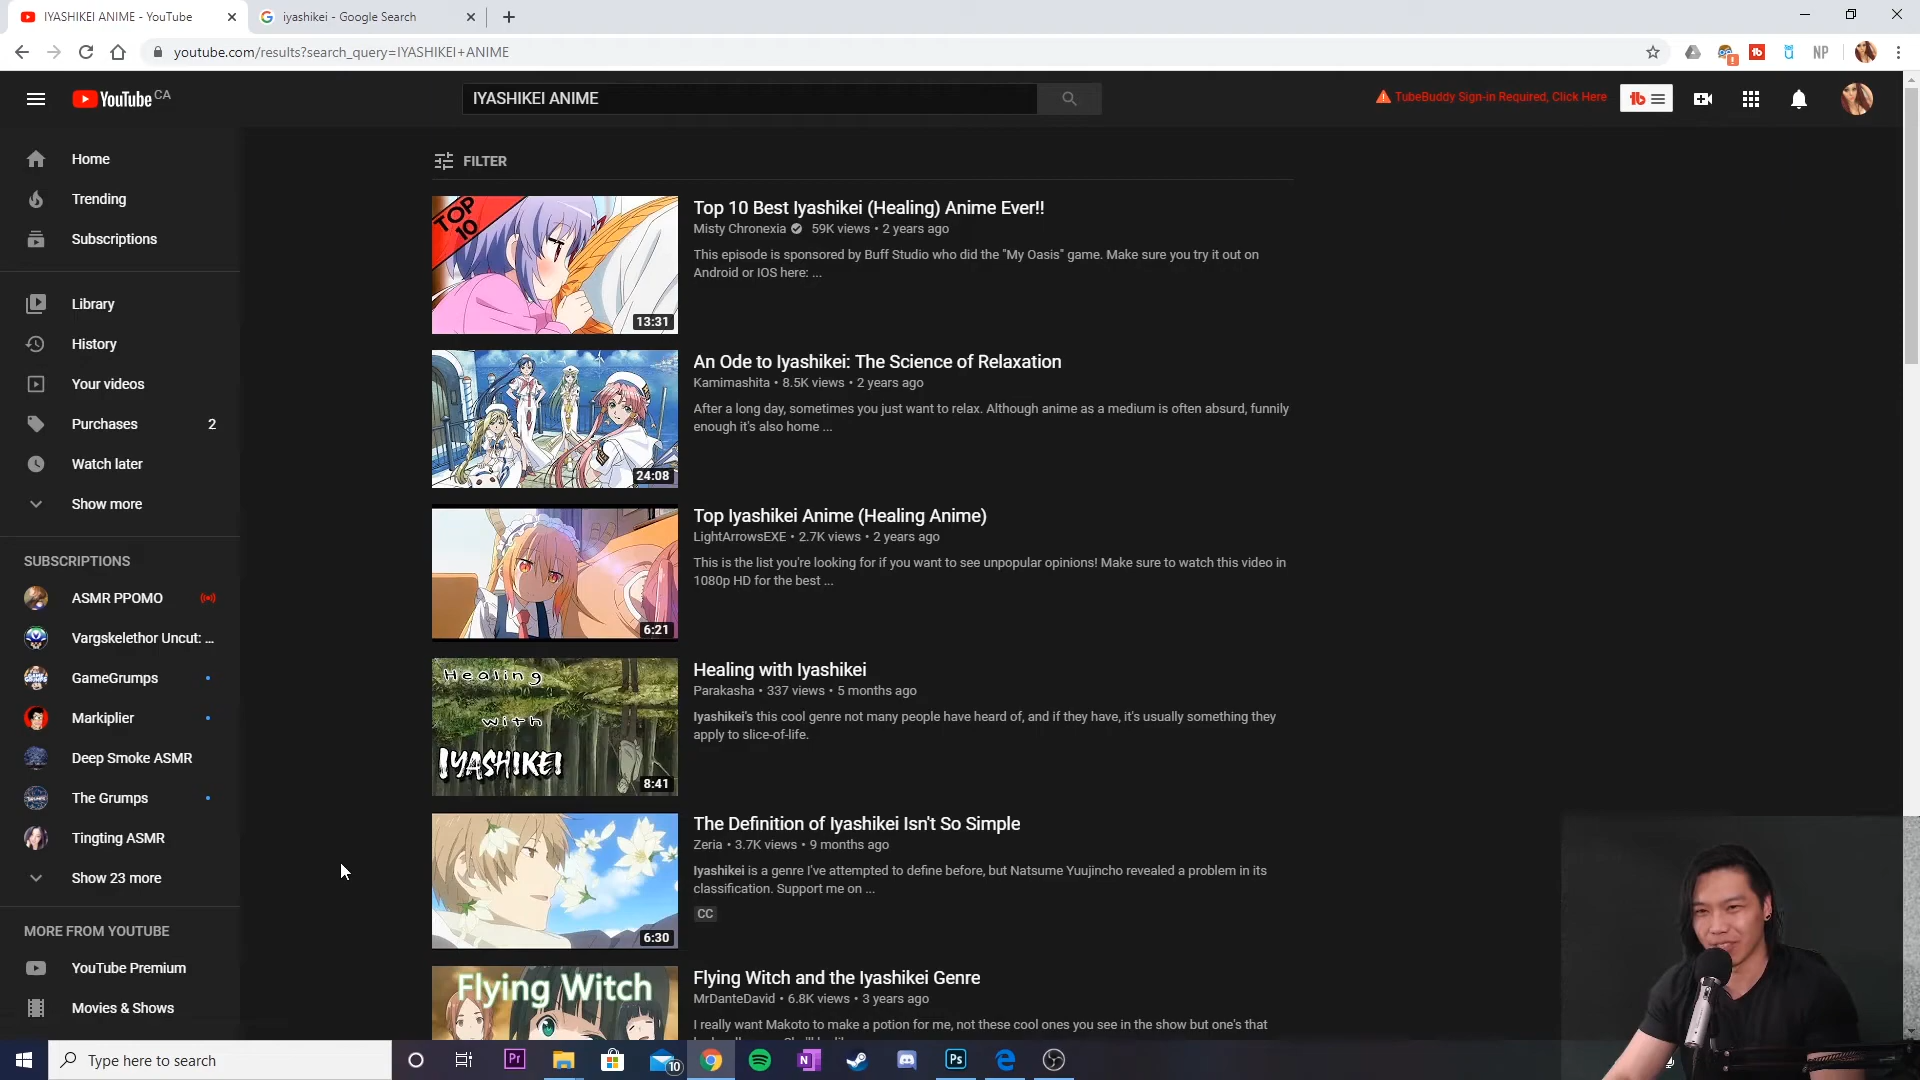 IYASHIKEI ANIME - YouTube
iyashikei - Google Search
youtube.com/results?search_query=IYASHIKEI+ANIME
NP
YouTube CA
IYASHIKEI ANIME
TubeBuddy Sign-in Required, Click Here
Home
Trending
Subscriptions
Library
History
Your videos
Purchases 2
Watch later
Show more
SUBSCRIPTIONS
ASMR PPOMO
Vargskelethor Uncut: ...
GameGrumps
Markiplier
Deep Smoke ASMR
The Grumps
Tingting ASMR
Show 23 more
MORE FROM YOUTUBE
YouTube Premium
Movies & Shows
FILTER
TOP
10
13:31
Top 10 Best Iyashikei (Healing) Anime Ever!!
Misty Chronexia 59K views • 2 years ago
This episode is sponsored by Buff Studio who did the "My Oasis" game. Make sure you try it out on
Android or IOS here: ...
24:08
An Ode to Iyashikei: The Science of Relaxation
Kamimashita • 8.5K views • 2 years ago
After a long day, sometimes you just want to relax. Although anime as a medium is often absurd, funnily
enough it's also home ...
6:21
Top Iyashikei Anime (Healing Anime)
LightArrowsEXE • 2.7K views • 2 years ago
This is the list you're looking for if you want to see unpopular opinions! Make sure to watch this video in
1080p HD for the best ...
Healing
with
IYASHIKEI
8:41
Healing with Iyashikei
Parakasha • 337 views • 5 months ago
Iyashikei's this cool genre not many people have heard of, and if they have, it's usually something they
apply to slice-of-life.
6:30
The Definition of Iyashikei Isn't So Simple
Zeria • 3.7K views • 9 months ago
Iyashikei is a genre I've attempted to define before, but Natsume Yuujincho revealed a problem in its
classification. Support me on ...
CC
Flying Witch
Flying Witch and the Iyashikei Genre
MrDanteDavid • 6.8K views • 3 years ago
I really want Makoto to make a potion for me, not these cool ones you see in the show but one's that
Type here to search
Pr
10
Ps